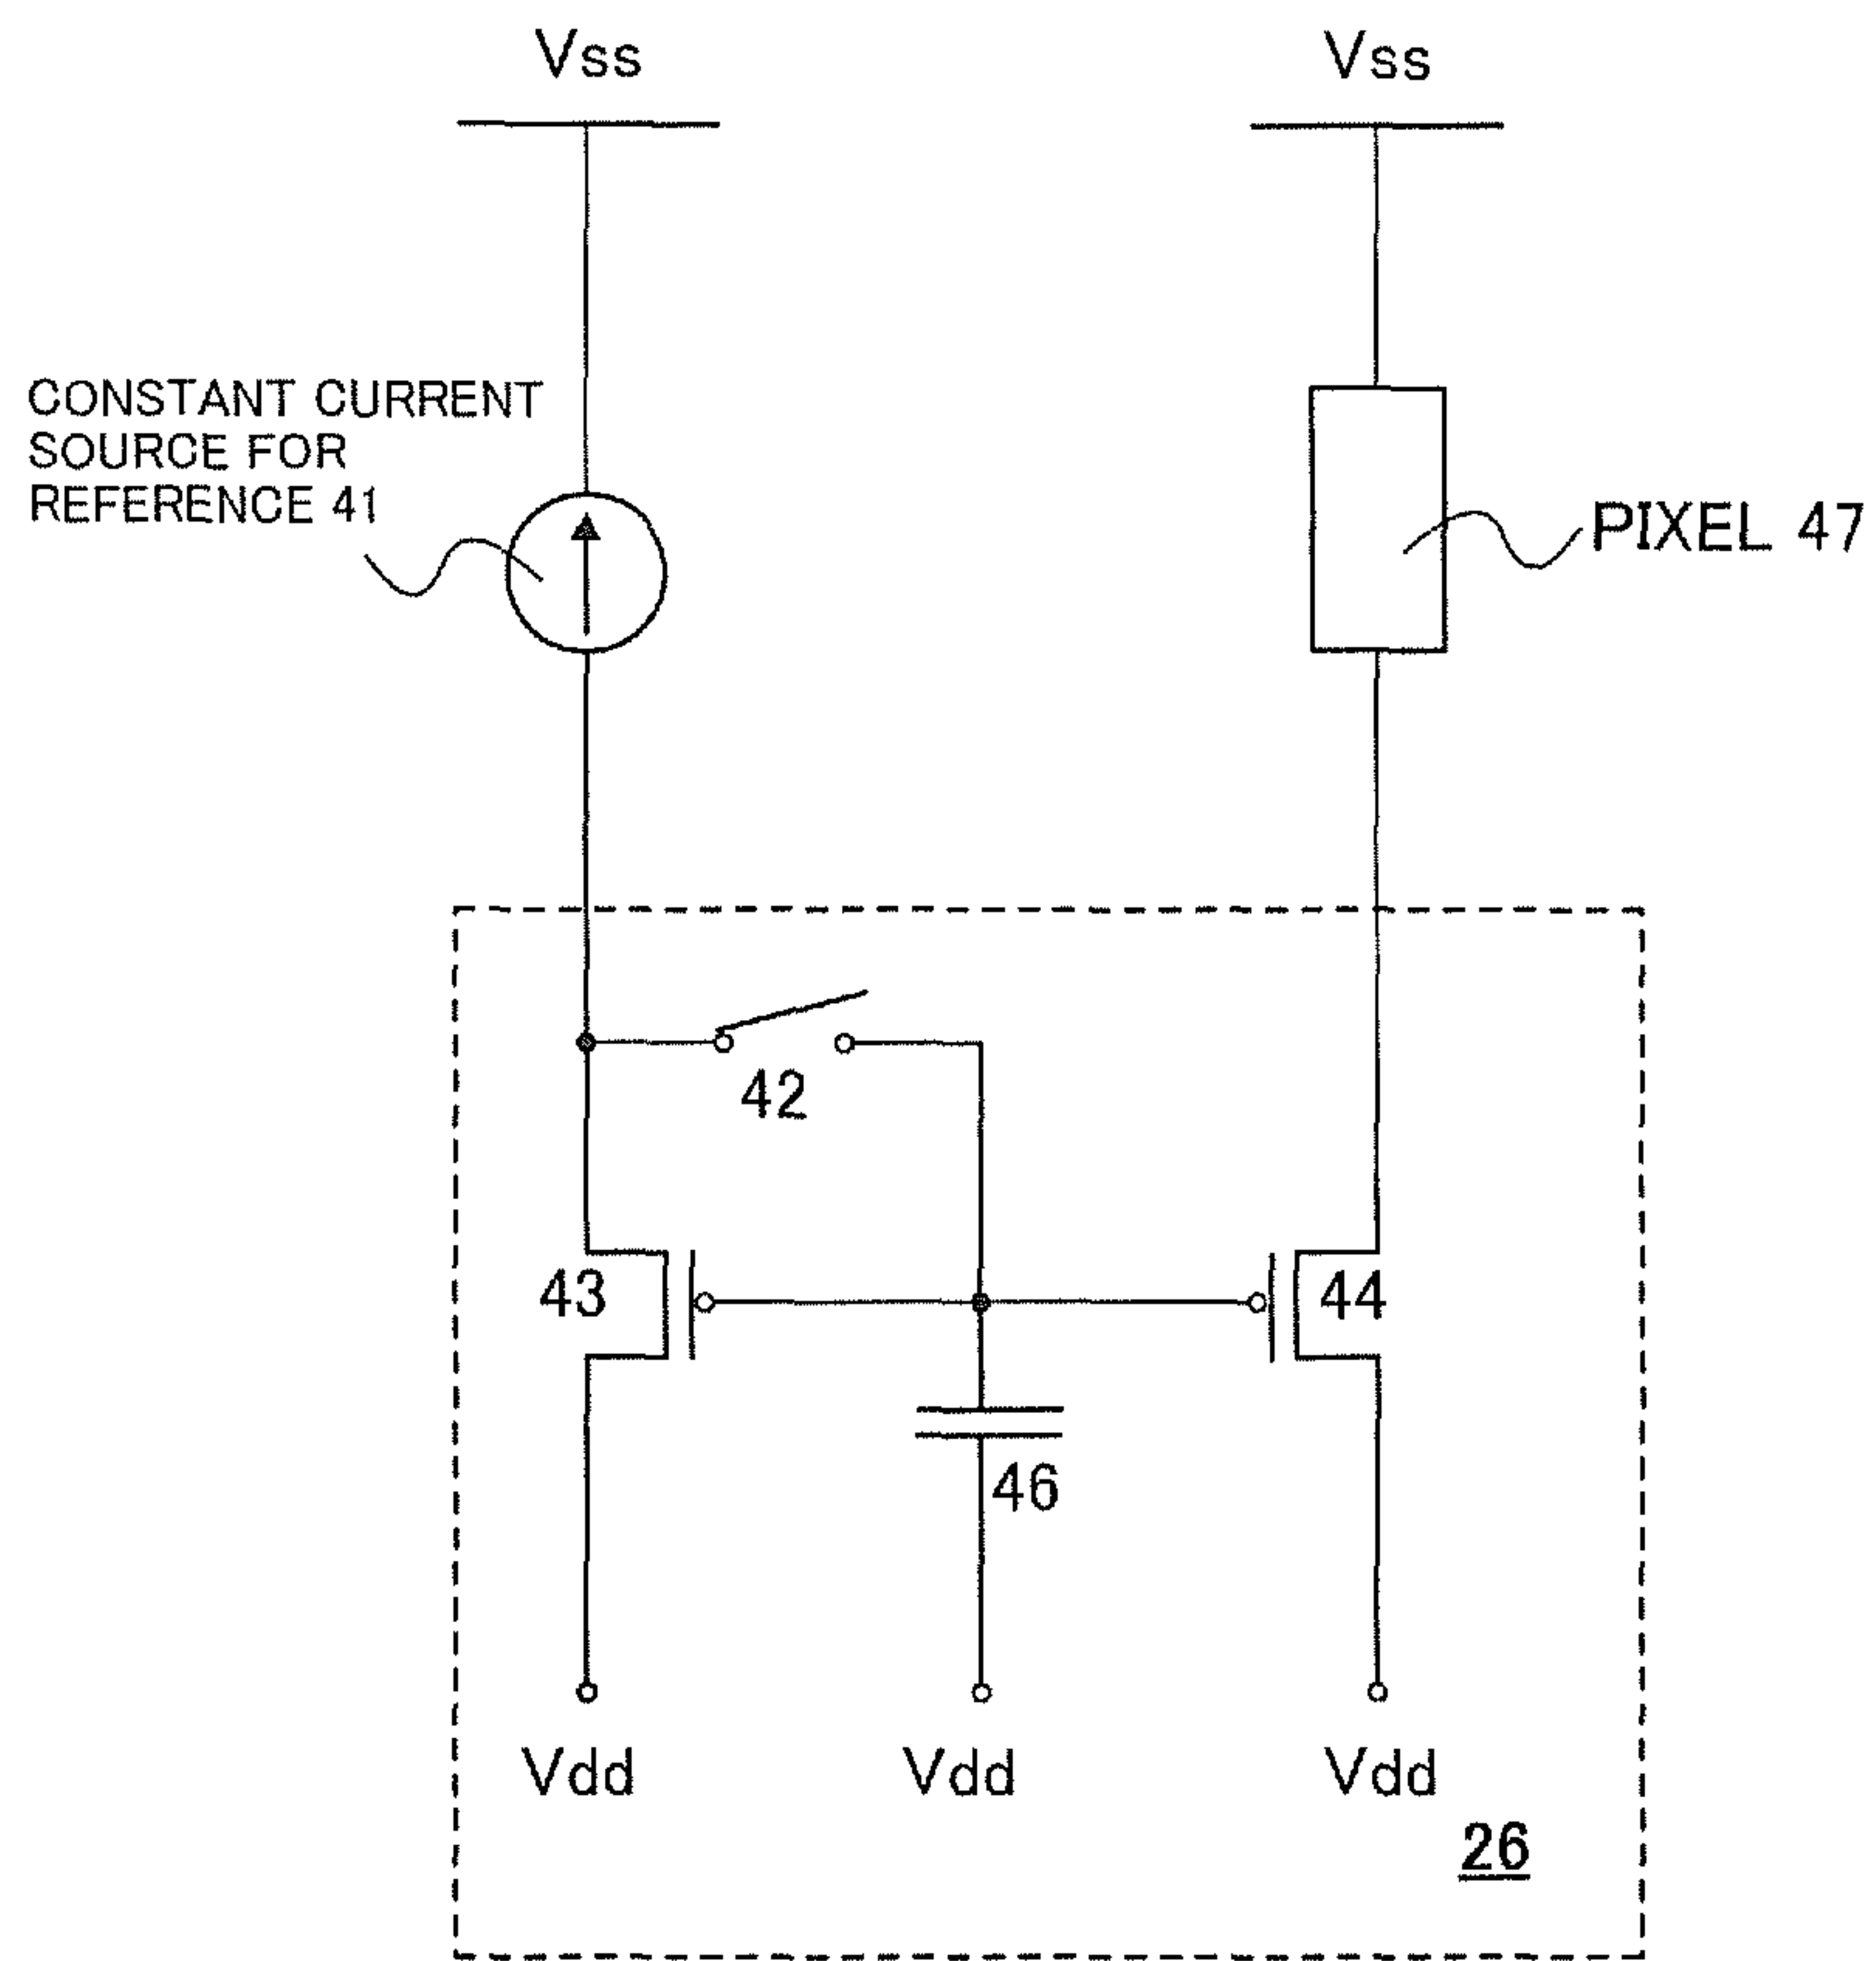 Vss
Vss
CONSTANT CURRENT
SOURCE FOR
REFERENCE 41
PIXEL 47
42
43
44
46
Vdd
Vdd
Vdd
26